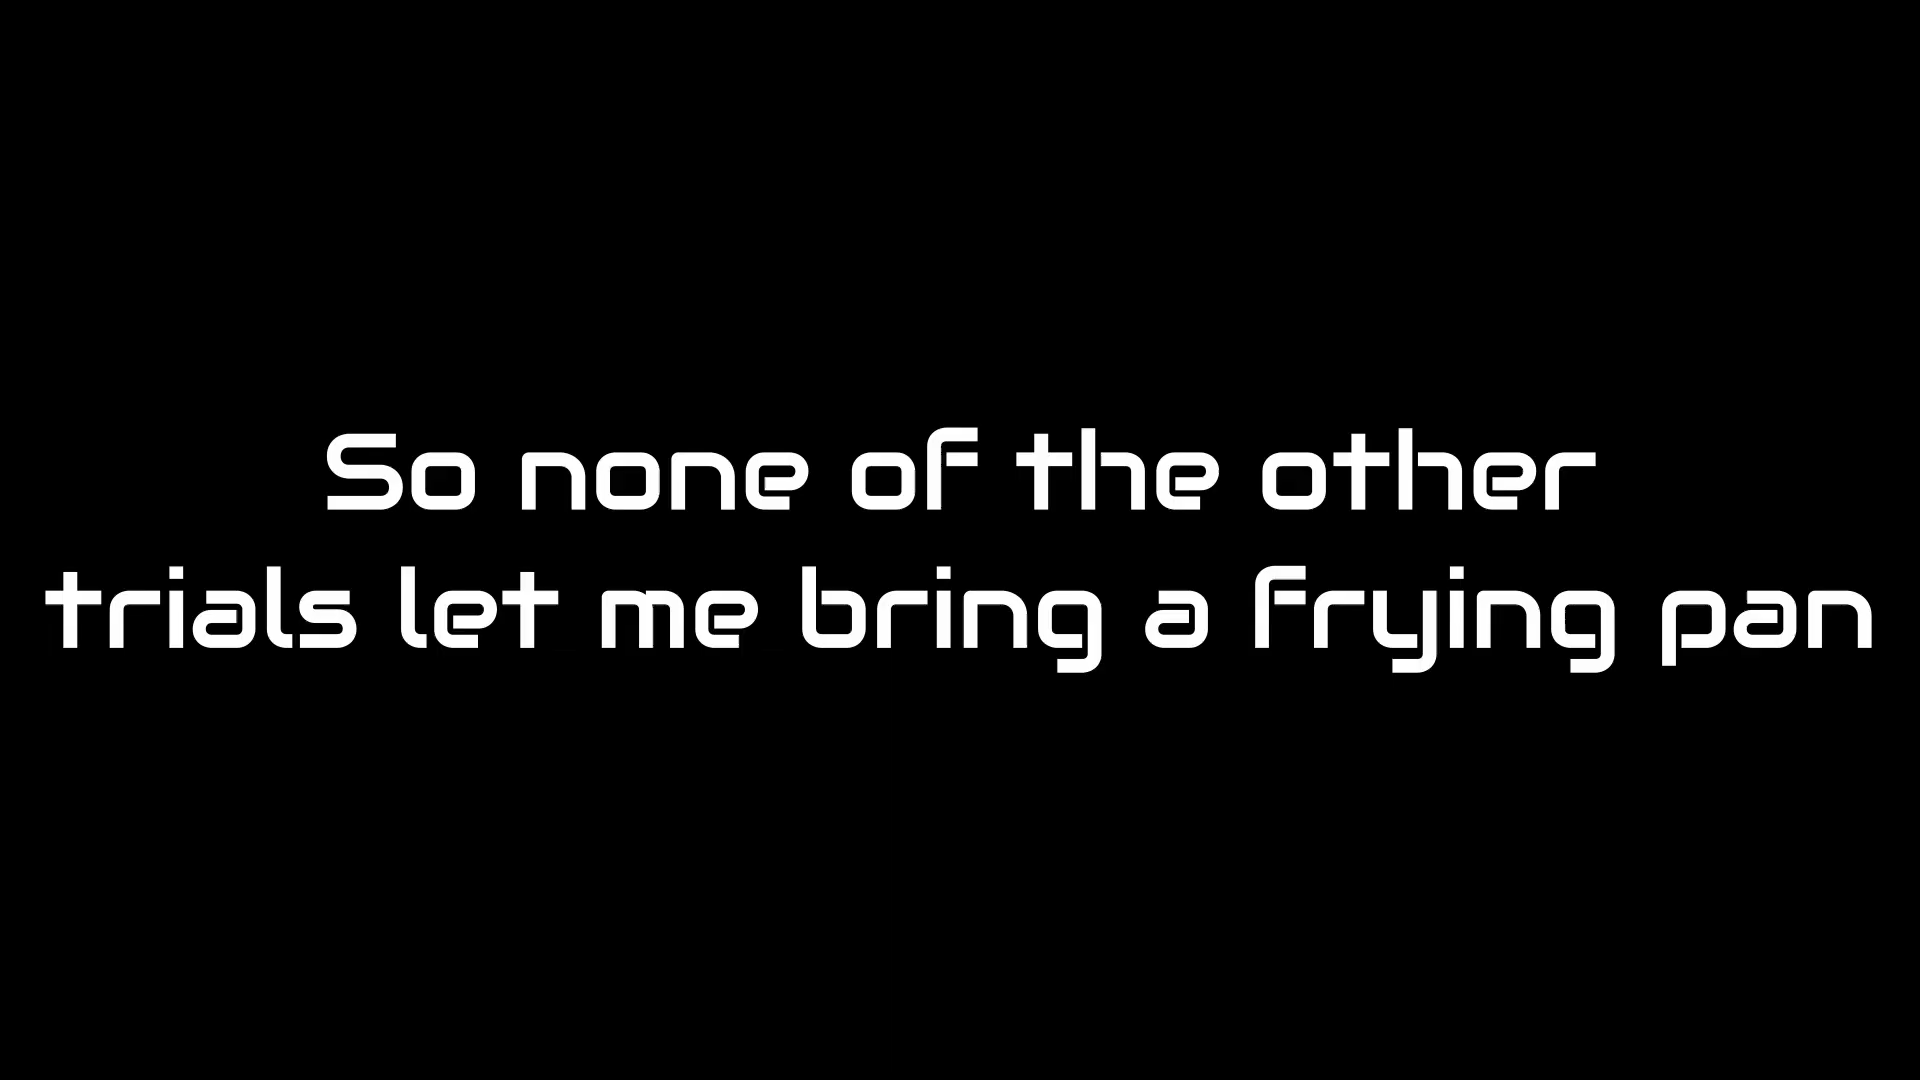 So none of the other
trials let me bring a frying pan